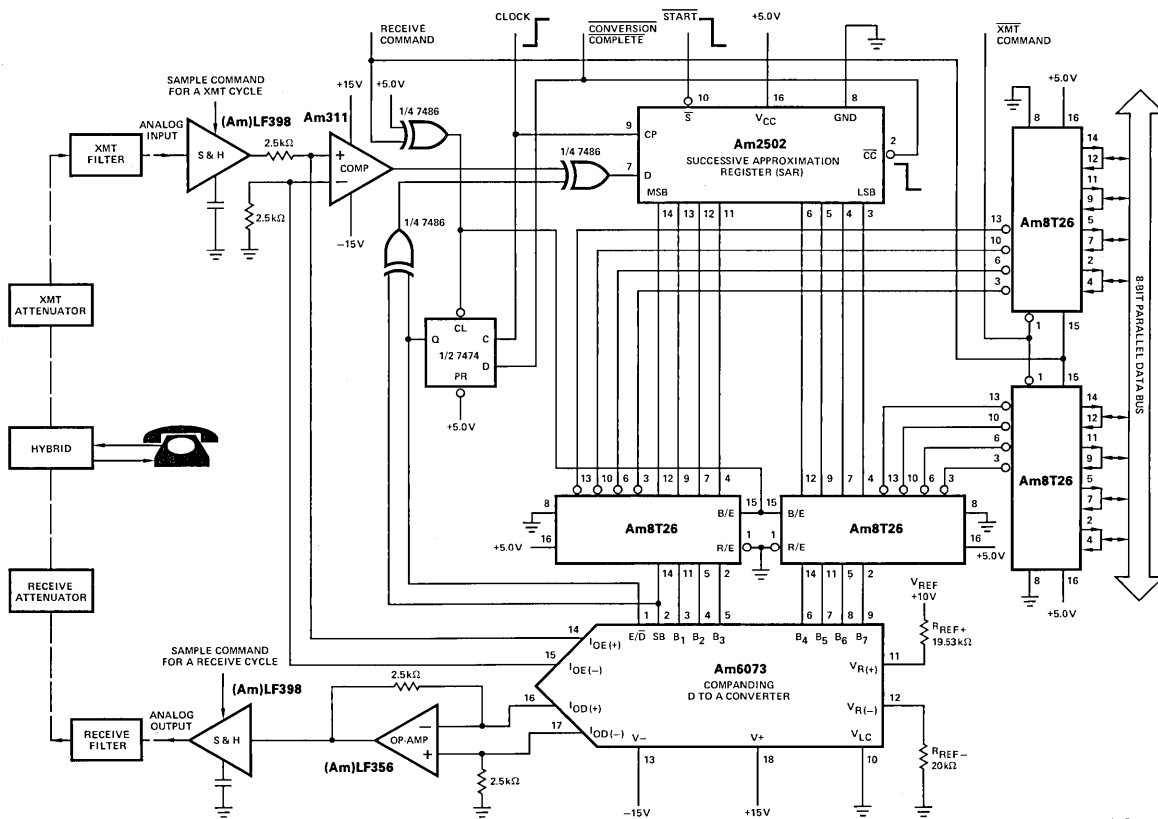 RECEIVE
COMMAND
CLOCK
CONVERSION
COMPLETE
START
+5.0V
XMT
COMMAND
+5.0V
SAMPLE COMMAND
FOR A XMT CYCLE
+15V
+5.0V
10
16
8
8
16
1/4 7486
S
VCC
GND
(Am)LF398
Am311
ANALOG
INPUT
9
CP
Am2502
2
14
XMT
FILTER
S & H
2.5kΩ
+
COMP
−
1/4 7486
7
D
SUCCESSIVE APPROXIMATION
REGISTER (SAR)
CC
12
11
MSB
LSB
9
2.5kΩ
1/4 7486
14
13
12
11
6
5
4
3
13
Am8T26
5
−15V
10
7
6
2
3
4
XMT
ATTENUATOR
8-BIT PARALLEL DATA BUS
CL
Q
C
1/2 7474
D
PR
1
15
+5.0V
1
15
13
14
10
12
HYBRID
6
11
3
9
13
10
6
3
12
9
7
4
12
9
7
4
13
10
6
3
Am8T26
5
8
B/E
15
15
B/E
8
7
Am8T26
Am8T26
2
16
+5.0V
R/E
1
1
R/E
16
+5.0V
4
14
11
5
2
14
11
5
2
8
16
+5.0V
RECEIVE
ATTENUATOR
VREF
+10V
1
2
3
4
5
6
7
8
9
E/D
SB
B1
B2
B3
B4
B5
B6
B7
RREF+
19.53kΩ
14
IOE(+)
SAMPLE COMMAND
FOR A RECEIVE CYCLE
15
IOE(−)
Am6073
VR(+)
11
(Am)LF398
2.5kΩ
COMPANDING
D TO A CONVERTER
16
IOD(+)
VR(−)
12
ANALOG
OUTPUT
RECEIVE
FILTER
S & H
OP-AMP
−
+
17
IOD(−)
V−
V+
VLC
RREF−
20kΩ
(Am)LF356
2.5kΩ
13
18
10
−15V
+15V